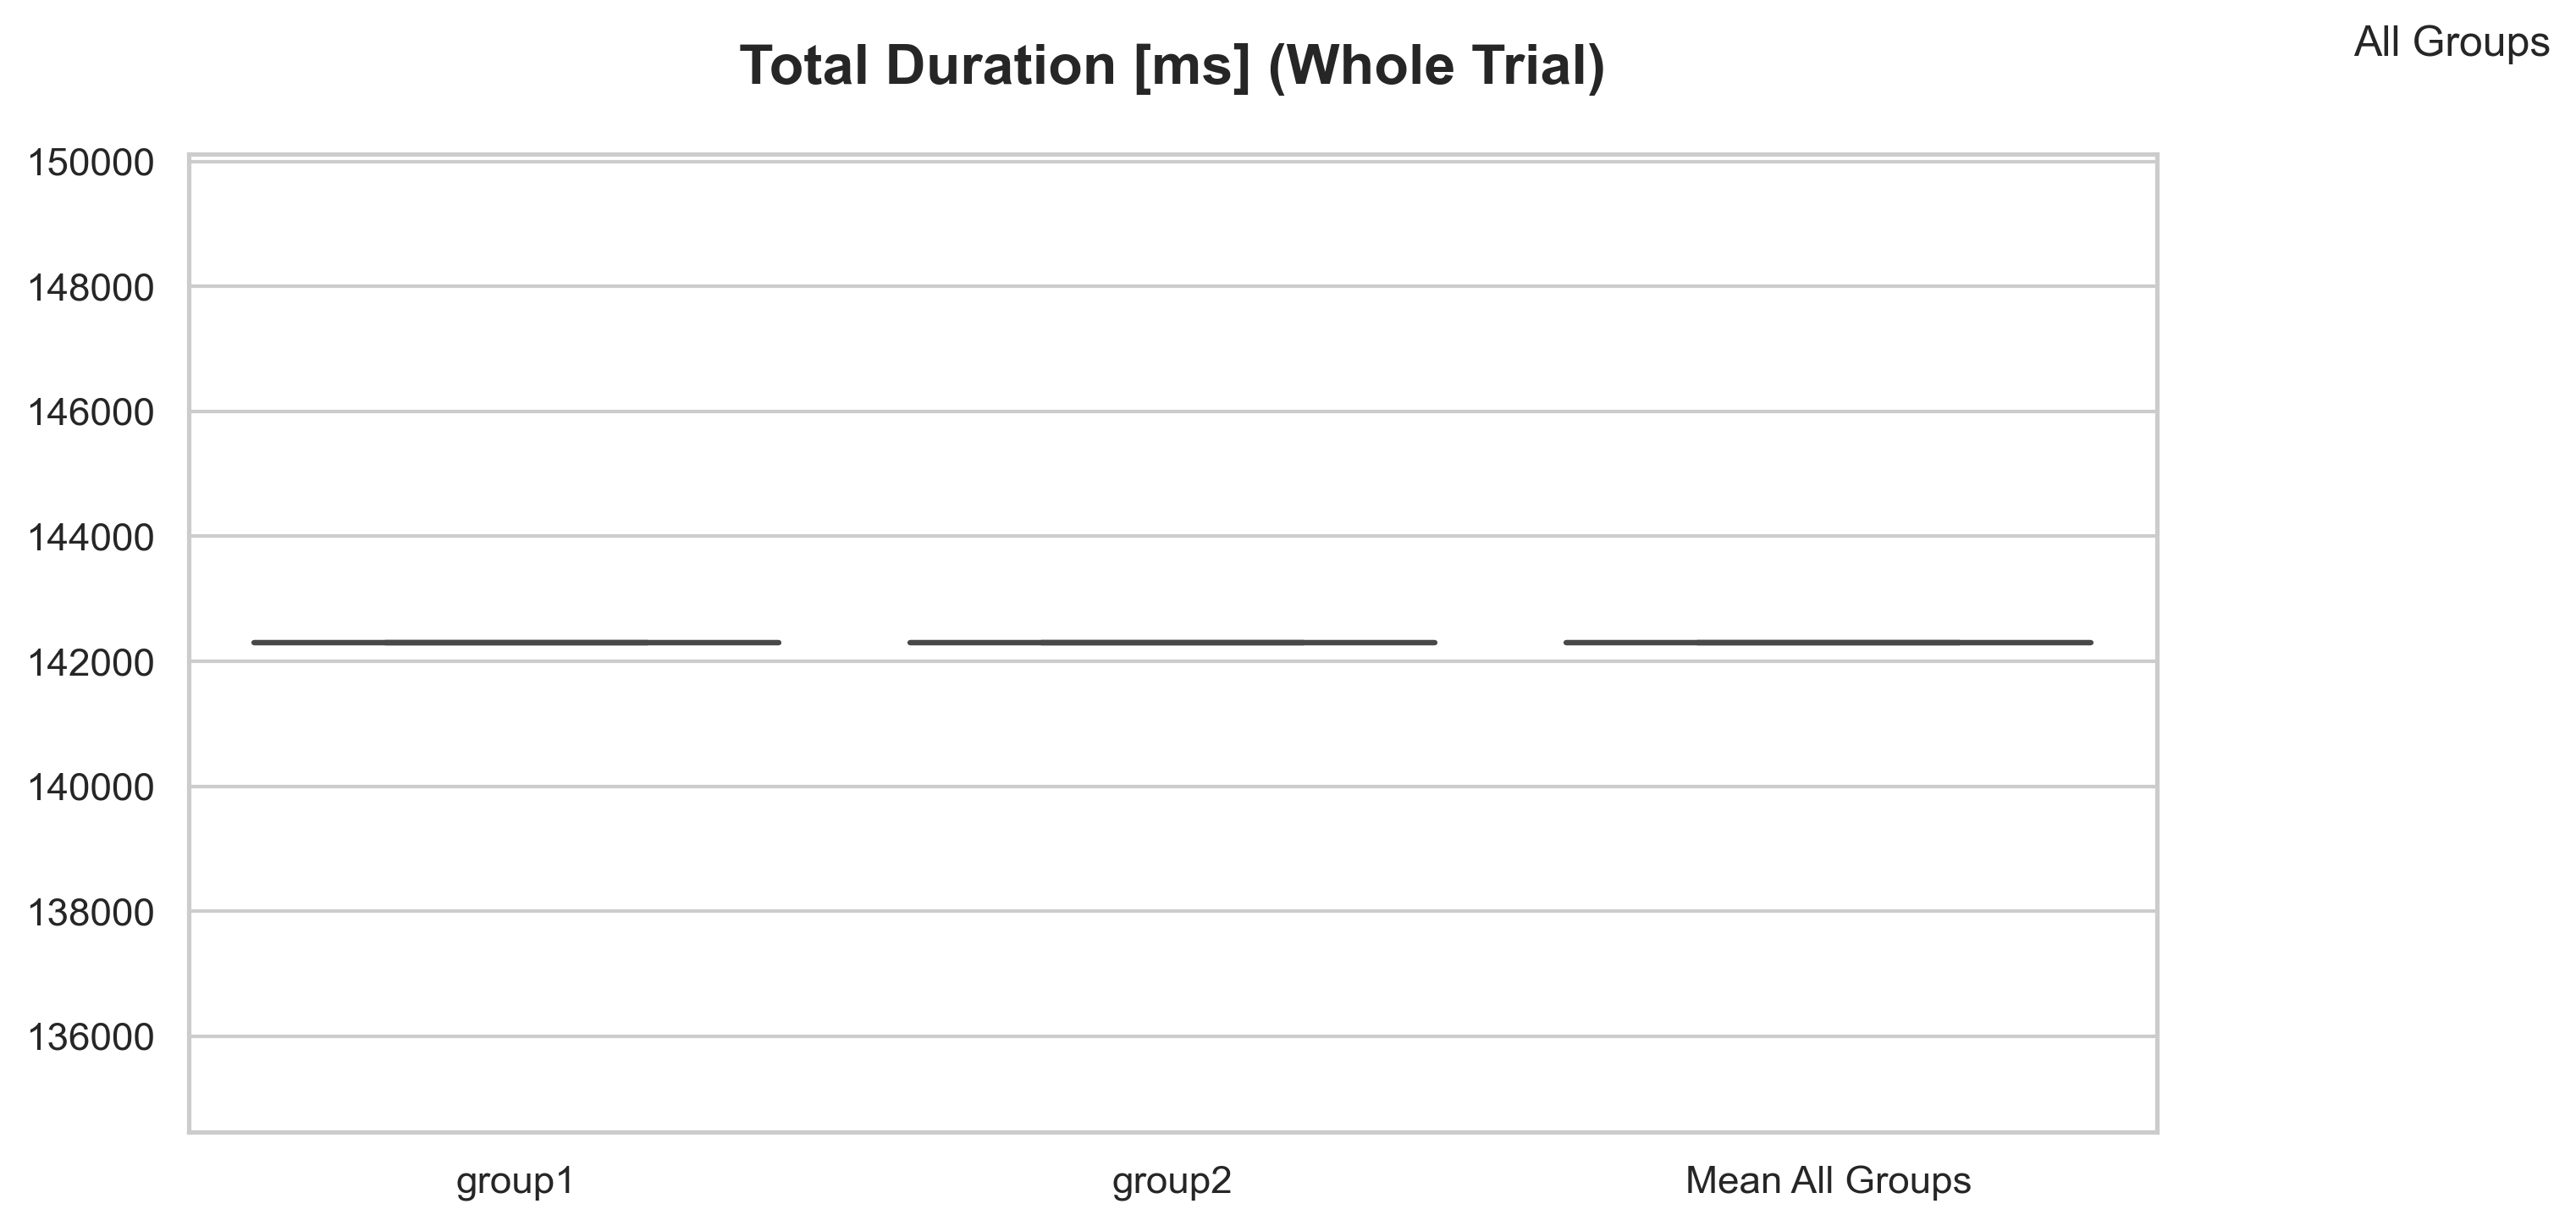 All Groups
Total Duration [ms] (Whole Trial)
150000
148000
146000
144000
142000
140000
138000
136000
group1
group2
Mean All Groups